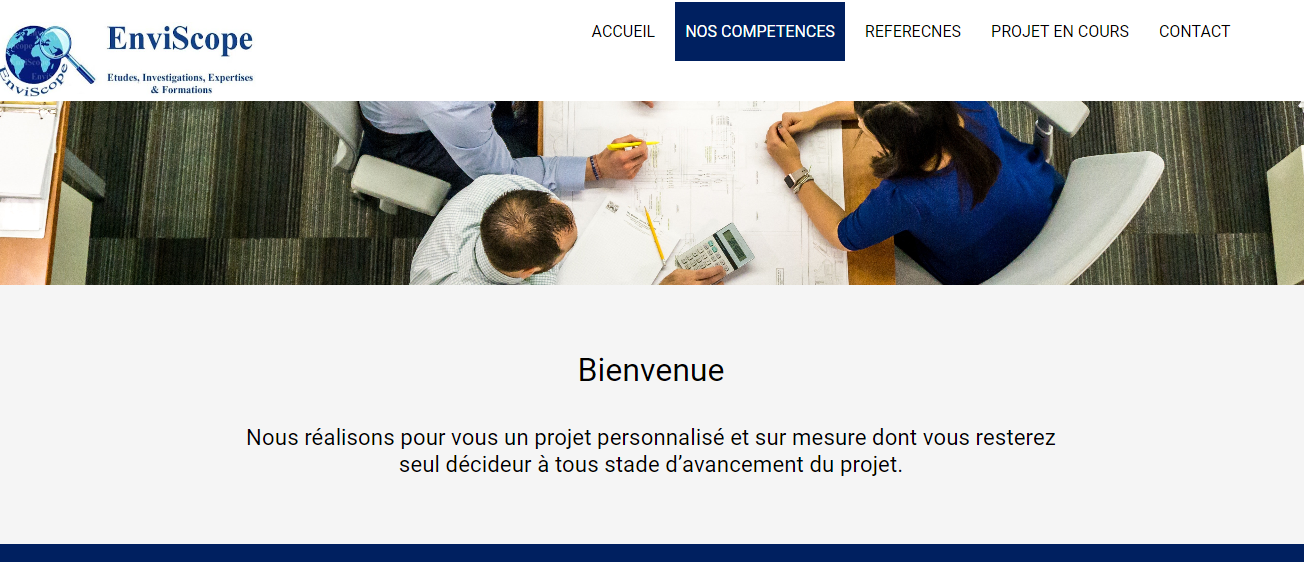 EnviScope
Etudes, Investigations, Expertises
& Formations
EnviScope
ACCUEIL
NOS COMPETENCES
REFERECNES
PROJET EN COURS
CONTACT
Bienvenue
Nous réalisons pour vous un projet personnalisé et sur mesure dont vous resterez
seul décideur à tous stade d’avancement du projet.